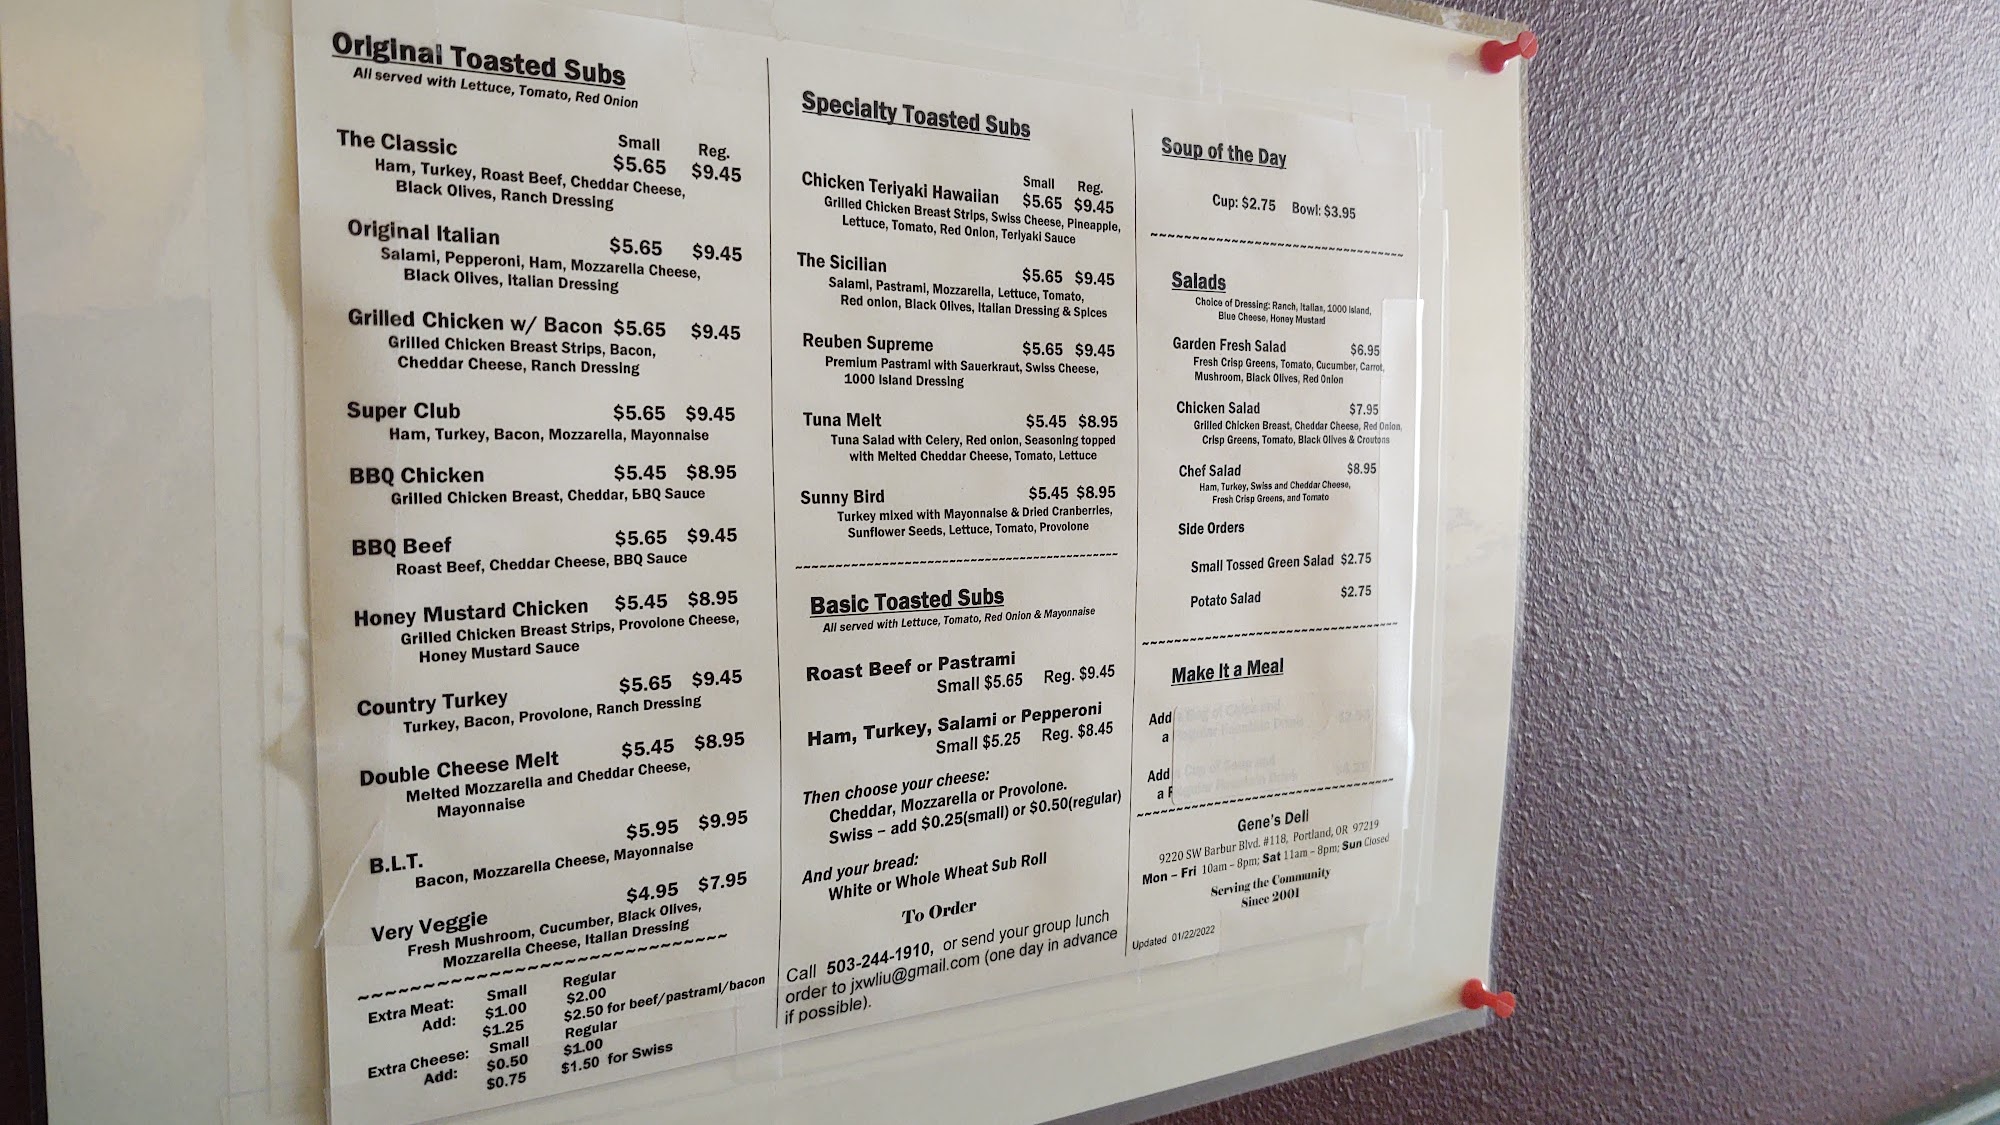 Original Toasted Subs
All served with Lettuce, Tomato, Red Onion
Small Reg.
The Classic $5.65 $9.45
Ham, Turkey, Roast Beef, Cheddar Cheese,
Black Olives, Ranch Dressing
Original Italian $5.65 $9.45
Salami, Pepperoni, Ham, Mozzarella Cheese,
Black Olives, Italian Dressing
Grilled Chicken w/ Bacon $5.65 $9.45
Grilled Chicken Breast Strips, Bacon,
Cheddar Cheese, Ranch Dressing
Super Club $5.65 $9.45
Ham, Turkey, Bacon, Mozzarella, Mayonnaise
BBQ Chicken $5.45 $8.95
Grilled Chicken Breast, Cheddar, BBQ Sauce
BBQ Beef $5.65 $9.45
Roast Beef, Cheddar Cheese, BBQ Sauce
Honey Mustard Chicken $5.45 $8.95
Grilled Chicken Breast Strips, Provolone Cheese,
Honey Mustard Sauce
Country Turkey $5.65 $9.45
Turkey, Bacon, Provolone, Ranch Dressing
Double Cheese Melt $5.45 $8.95
Melted Mozzarella and Cheddar Cheese,
Mayonnaise
B.L.T. $5.95 $9.95
Bacon, Mozzarella Cheese, Mayonnaise
Very Veggie $4.95 $7.95
Fresh Mushroom, Cucumber, Black Olives,
Mozzarella Cheese, Italian Dressing
~~~~~~~~~~~~~~~~~~~~~~~~~~~
Small Regular
Extra Meat: $1.00 $2.00
Add: $1.25 $2.50 for beef/pastrami/bacon
Small Regular
Extra Cheese: $0.50 $1.00
Add: $0.75 $1.50 for Swiss
Specialty Toasted Subs
Small Reg.
Chicken Teriyaki Hawaiian $5.65 $9.45
Grilled Chicken Breast Strips, Swiss Cheese, Pineapple,
Lettuce, Tomato, Red Onion, Teriyaki Sauce
The Sicilian $5.65 $9.45
Salami, Pastrami, Mozzarella, Lettuce, Tomato,
Red onion, Black Olives, Italian Dressing & Spices
Reuben Supreme $5.65 $9.45
Premium Pastrami with Sauerkraut, Swiss Cheese,
1000 Island Dressing
Tuna Melt $5.45 $8.95
Tuna Salad with Celery, Red onion, Seasoning topped
with Melted Cheddar Cheese, Tomato, Lettuce
Sunny Bird $5.45 $8.95
Turkey mixed with Mayonnaise & Dried Cranberries,
Sunflower Seeds, Lettuce, Tomato, Provolone
~~~~~~~~~~~~~~~~~~~~~~~~~~~
Basic Toasted Subs
All served with Lettuce, Tomato, Red Onion & Mayonnaise
Roast Beef or Pastrami
Small $5.65 Reg. $9.45
Ham, Turkey, Salami or Pepperoni
Small $5.25 Reg. $8.45
Then choose your cheese:
Cheddar, Mozzarella or Provolone.
Swiss – add $0.25(small) or $0.50(regular)
And your bread:
White or Whole Wheat Sub Roll
To Order
Call 503-244-1910, or send your group lunch
order to jxwliu@gmail.com (one day in advance
if possible).
Soup of the Day
Cup: $2.75 Bowl: $3.95
~~~~~~~~~~~~~~~~~~~~~~~~~~~
Salads
Choice of Dressing: Ranch, Italian, 1000 Island,
Blue Cheese, Honey Mustard
Garden Fresh Salad $6.95
Fresh Crisp Greens, Tomato, Cucumber, Carrot,
Mushroom, Black Olives, Red Onion
Chicken Salad $7.95
Grilled Chicken Breast, Cheddar Cheese, Red Onion,
Crisp Greens, Tomato, Black Olives & Croutons
Chef Salad $8.95
Ham, Turkey, Swiss and Cheddar Cheese,
Fresh Crisp Greens, and Tomato
Side Orders
Small Tossed Green Salad $2.75
Potato Salad $2.75
~~~~~~~~~~~~~~~~~~~~~~~~~~~
Make It a Meal
Add a Bag of Chips and
a Regular Fountain Drink
Add a Cup of Soup and
a Regular Fountain Drink
~~~~~~~~~~~~~~~~~~~~~~~~~~~
Gene's Deli
9220 SW Barbur Blvd. #118, Portland, OR 97219
Mon – Fri 10am – 8pm; Sat 11am – 8pm; Sun Closed
Serving the Community
Since 2001
Updated 01/22/2022